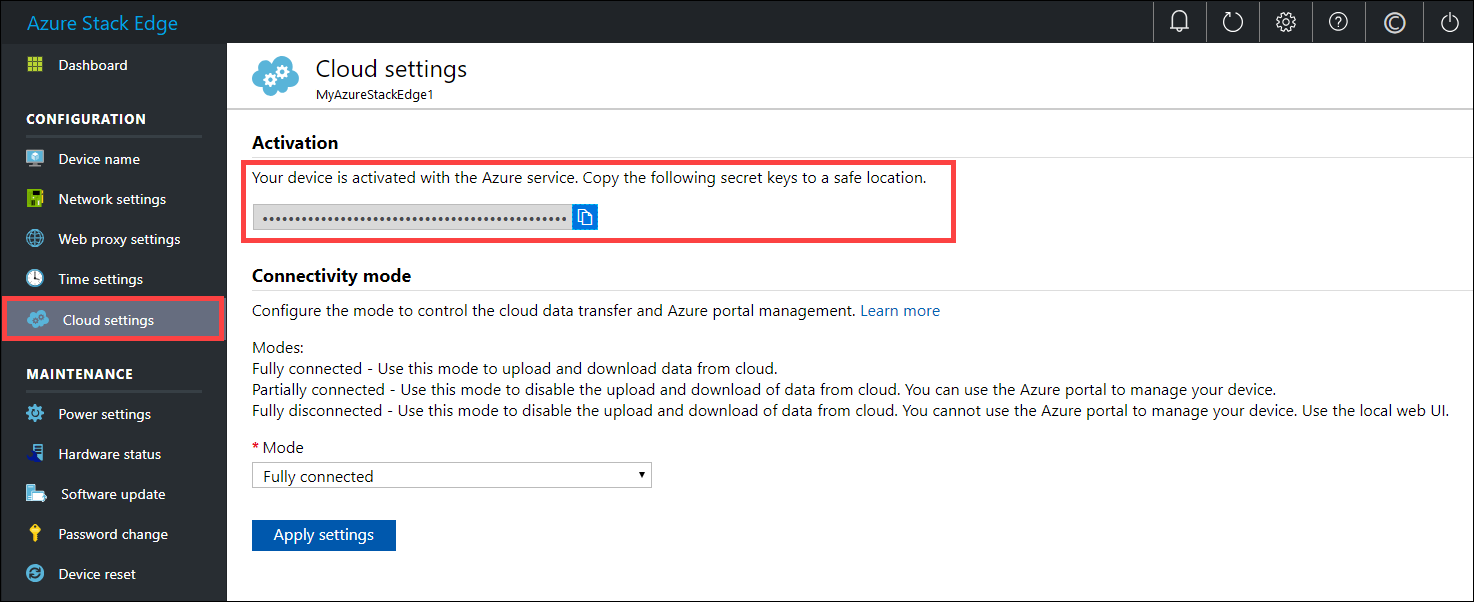 Azure Stack Edge
Dashboard
CONFIGURATION
Device name
Network settings
Web proxy settings
Time settings
Cloud settings
MAINTENANCE
Power settings
Hardware status
Software update
Password change
Device reset
Cloud settings
MyAzureStackEdge1
Activation
Your device is activated with the Azure service. Copy the following secret keys to a safe location.
Connectivity mode
Configure the mode to control the cloud data transfer and Azure portal management. Learn more
Modes:
Fully connected - Use this mode to upload and download data from cloud.
Partially connected - Use this mode to disable the upload and download of data from cloud. You can use the Azure portal to manage your device.
Fully disconnected - Use this mode to disable the upload and download of data from cloud. You cannot use the Azure portal to manage your device. Use the local web UI.
* Mode
Fully connected
Apply settings